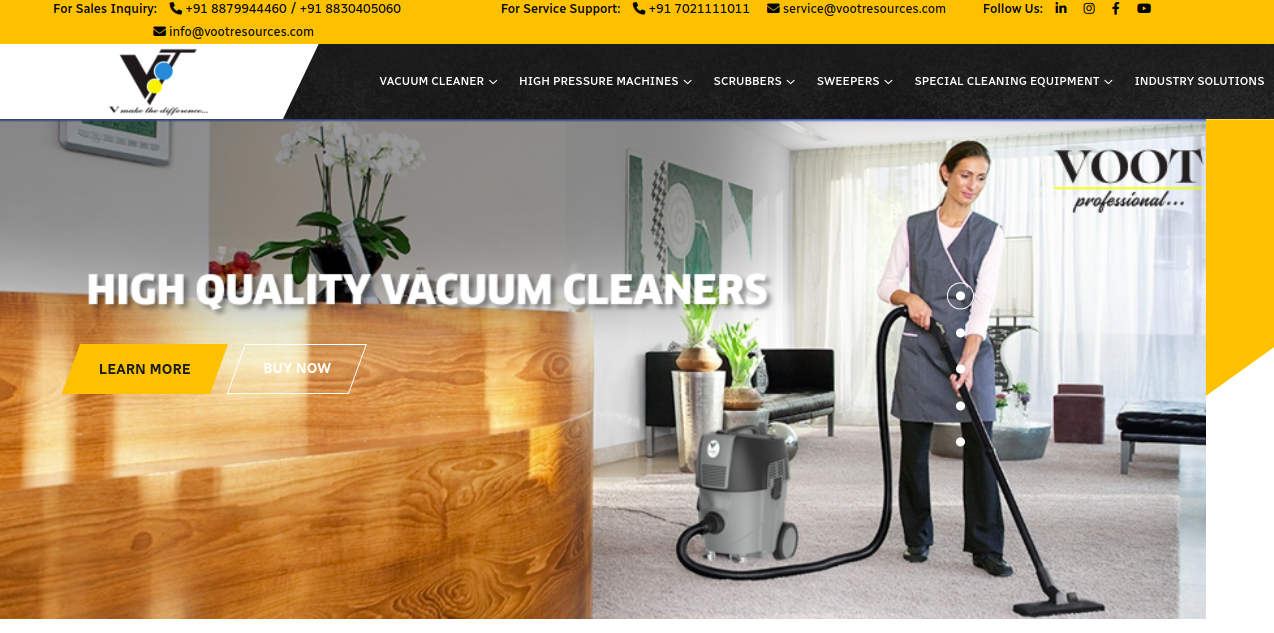 For Sales Inquiry: +91 8879944460 / +91 8830405060
info@vootresources.com
For Service Support: +91 7021111011 service@vootresources.com
Follow Us:
V make the difference...
VACUUM CLEANER HIGH PRESSURE MACHINES SCRUBBERS SWEEPERS SPECIAL CLEANING EQUIPMENT INDUSTRY SOLUTIONS
VOOT
professional...
HIGH QUALITY VACUUM CLEANERS
LEARN MORE BUY NOW